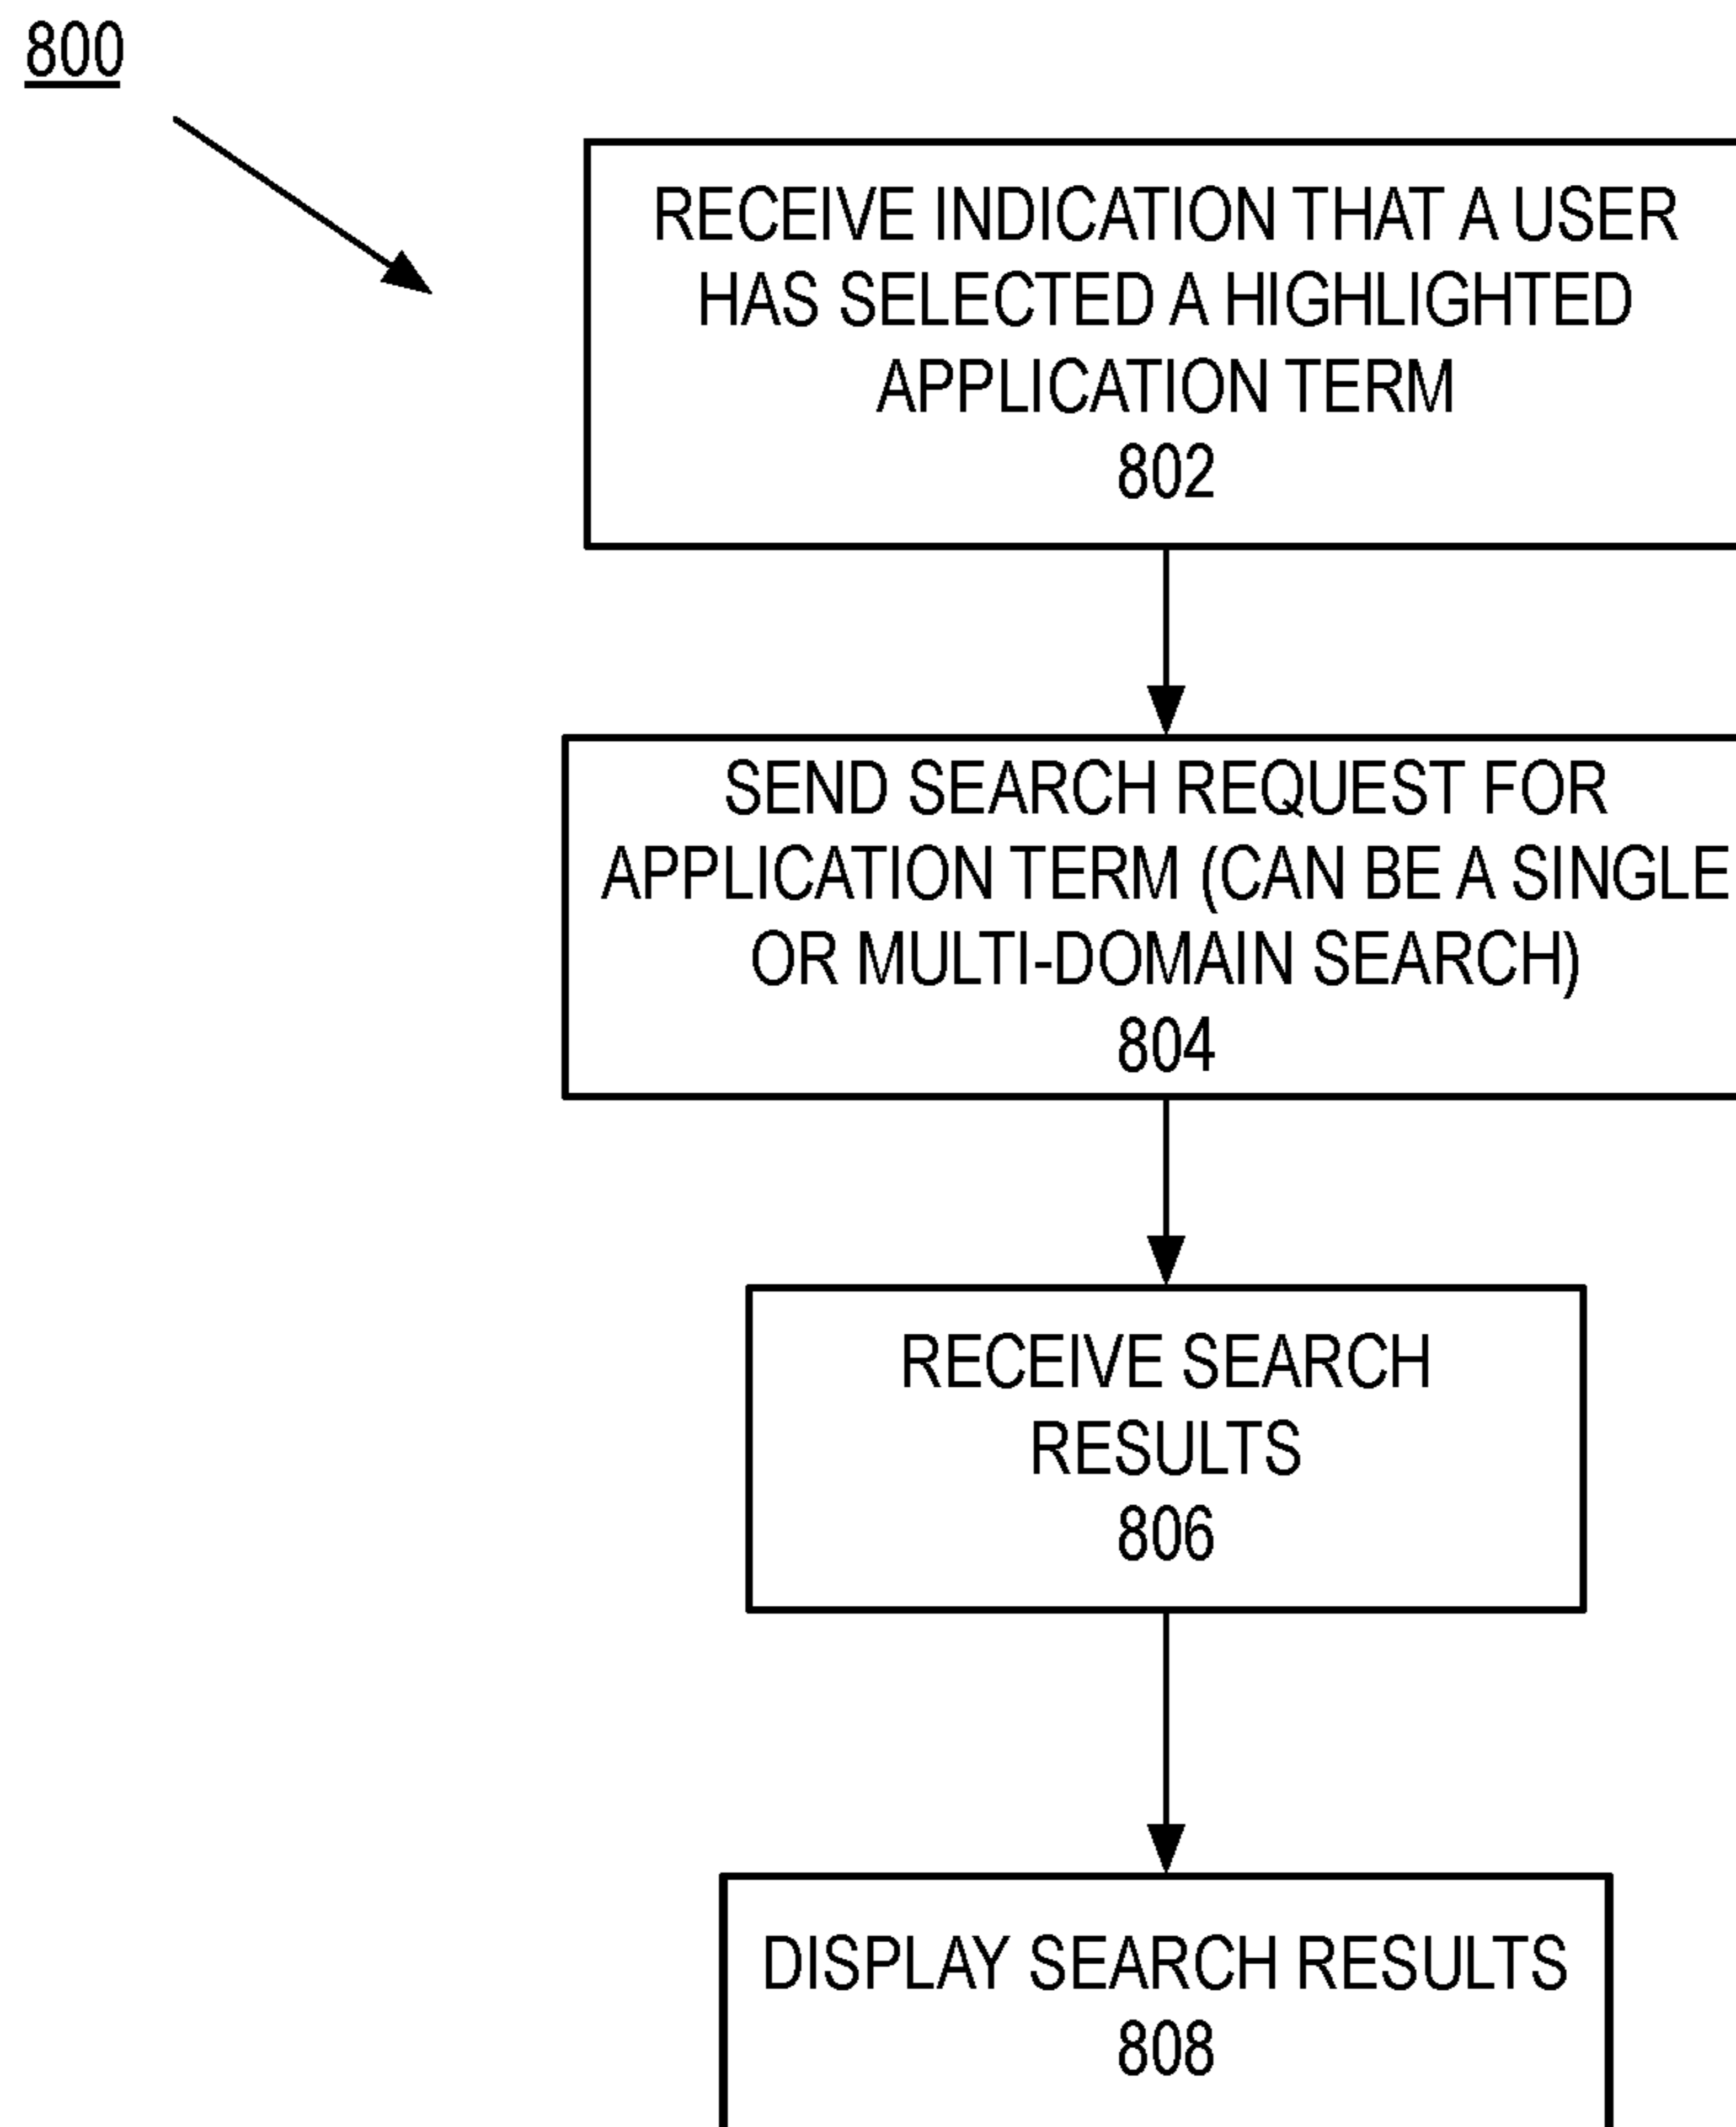 800
RECEIVE INDICATION THAT A USER
HAS SELECTED A HIGHLIGHTED
APPLICATION TERM
802
SEND SEARCH REQUEST FOR
APPLICATION TERM (CAN BE A SINGLE
OR MULTI-DOMAIN SEARCH)
804
RECEIVE SEARCH
RESULTS
806
DISPLAY SEARCH RESULTS
808